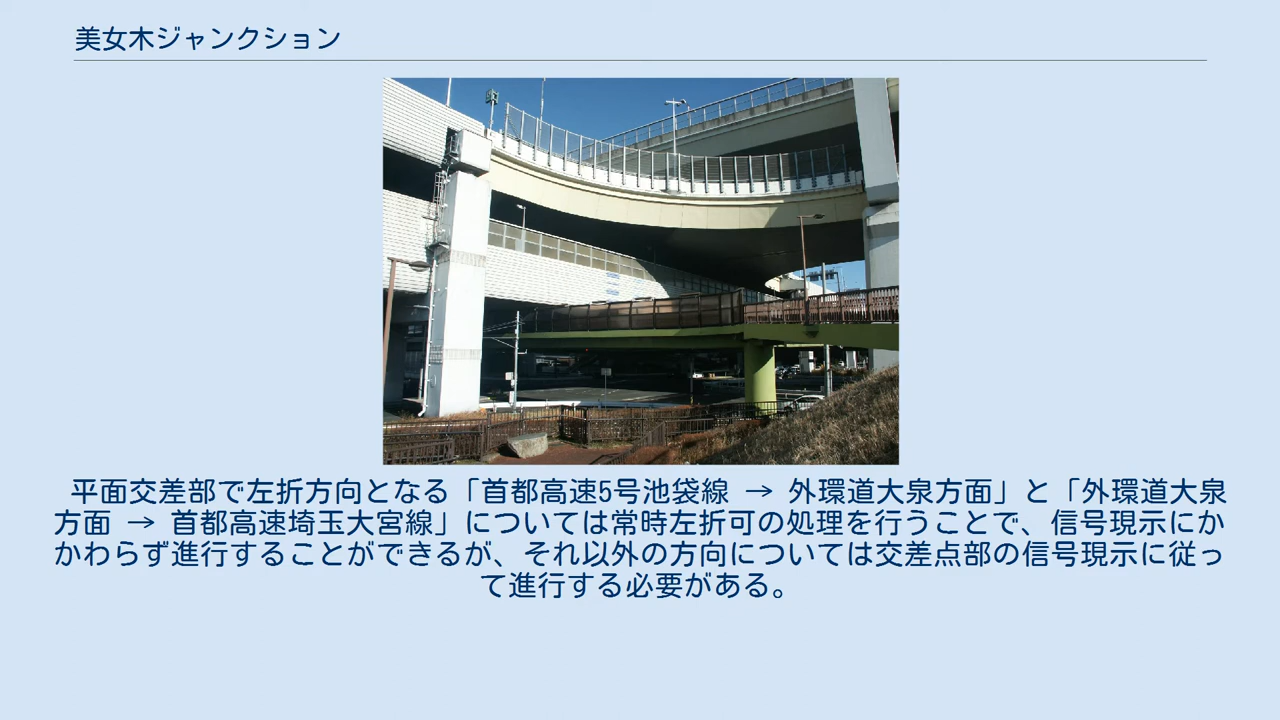 美女木ジャンクション
平面交差部で左折方向となる「首都高速5号池袋線 → 外環道大泉方面」と「外環道大泉
方面 → 首都高速埼玉大宮線」については常時左折可の処理を行うことで、信号現示にか
かわらず進行することができるが、それ以外の方向については交差点部の信号現示に従っ
て進行する必要がある。